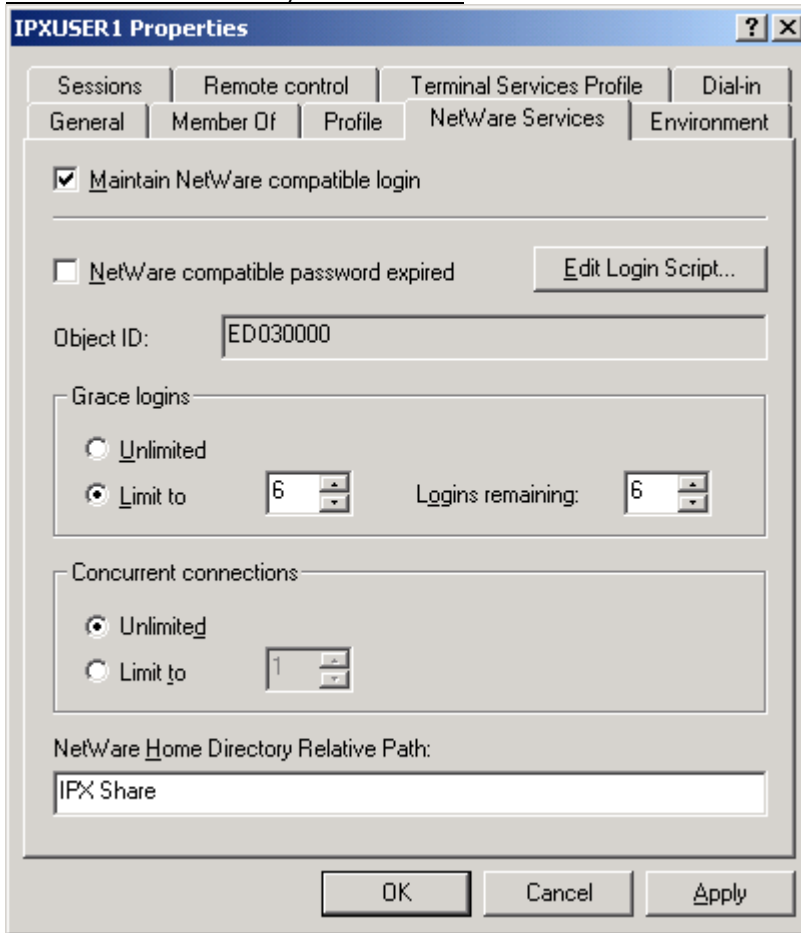 IPXUSER1 Properties ? X
Sessions Remote control Terminal Services Profile Dial-in
General Member Of Profile NetWare Services Environment
Maintain NetWare compatible login
NetWare compatible password expired Edit Login Script...
Object ID: ED030000
Grace logins
Unlimited
Limit to 6 Logins remaining: 6
Concurrent connections
Unlimited
Limit to 1
NetWare Home Directory Relative Path:
IPX Share
OK Cancel Apply